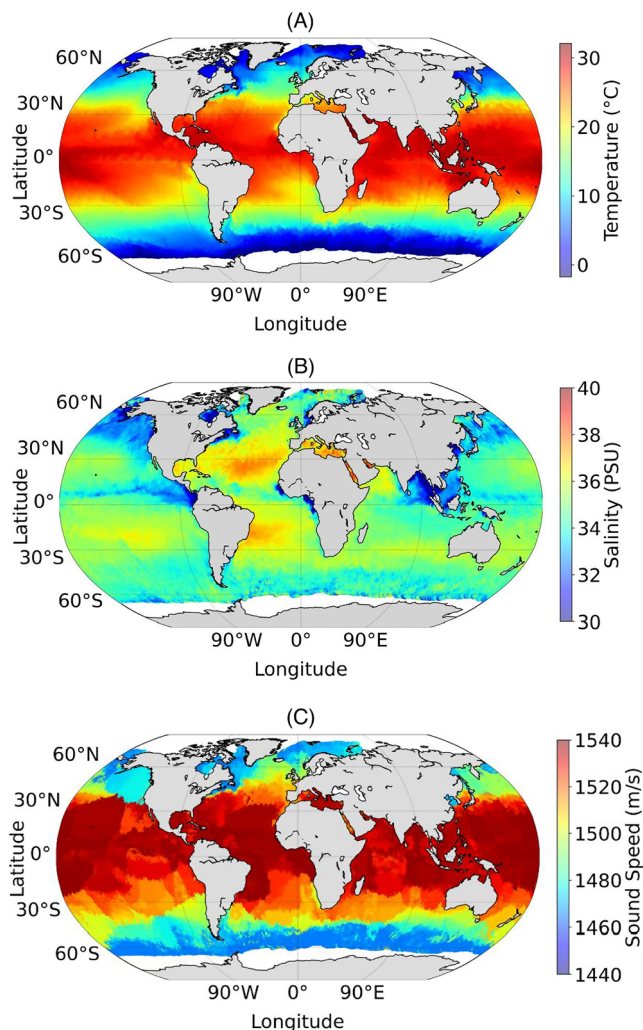 (A)
60°N
30°N
0°
30°S
60°S
Latitude
90°W 0° 90°E
Longitude
30
20
10
0
Temperature (°C)
(B)
60°N
30°N
0°
30°S
60°S
Latitude
90°W 0° 90°E
Longitude
40
38
36
34
32
30
Salinity (PSU)
(C)
60°N
30°N
0°
30°S
60°S
Latitude
90°W 0° 90°E
Longitude
1540
1520
1500
1480
1460
1440
Sound Speed (m/s)